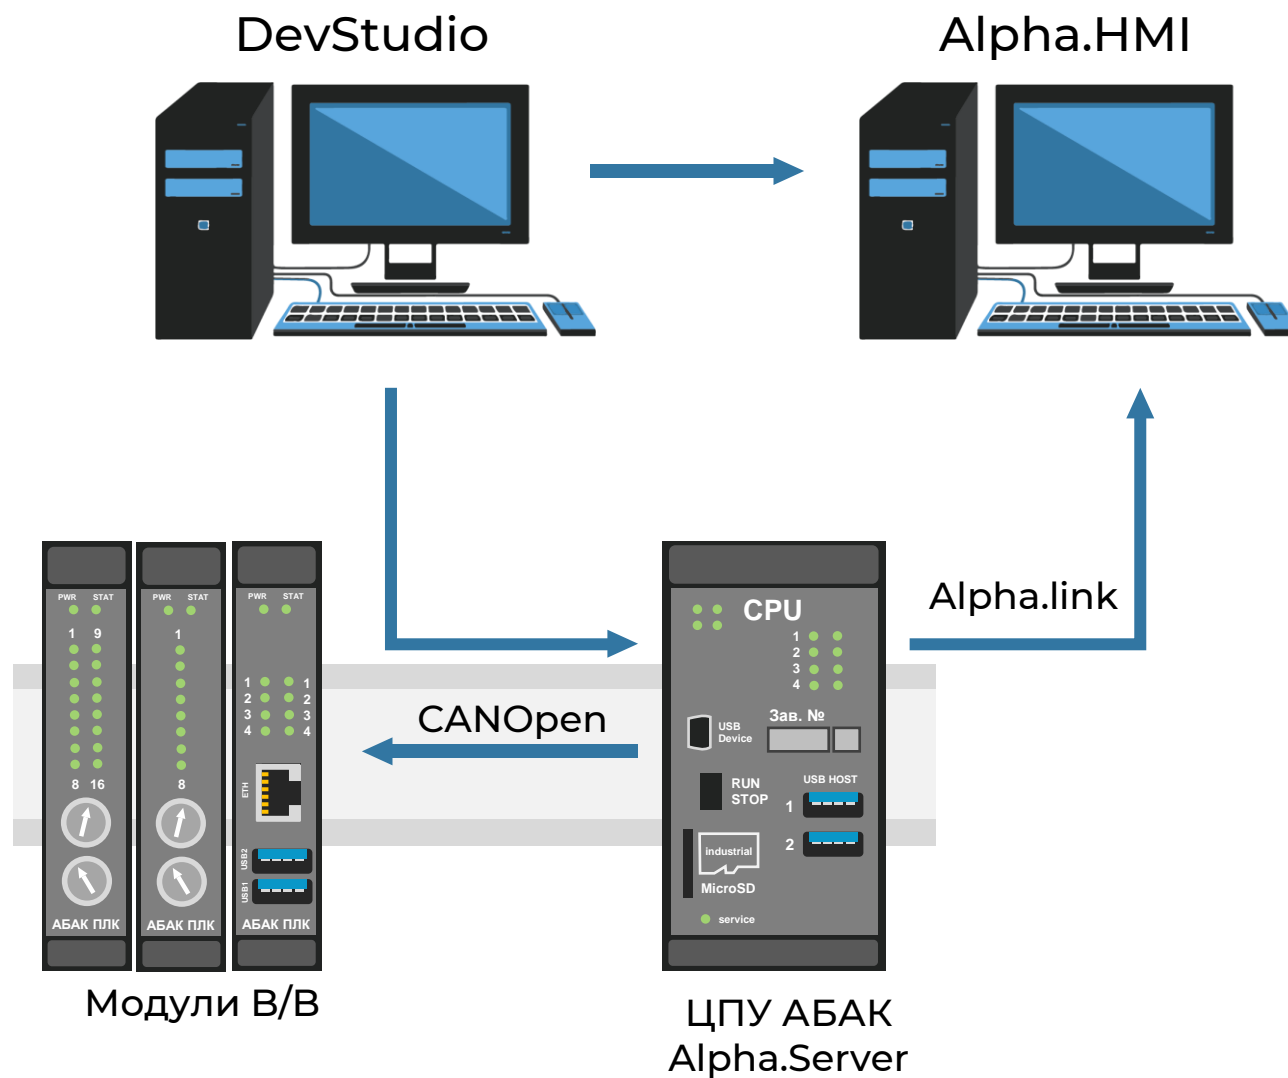 DevStudio
Alpha.HMI
PWR STAT
1 9
8 16
АБАК ПЛК
PWR STAT
1
8
АБАК ПЛК
PWR STAT
1 1
2 2
3 3
4 4
ETH
USB2
USB1
АБАК ПЛК
Модули В/В
CANOpen
CPU
1
2
3
4
USB
Device
Зав. №
RUN
STOP
USB HOST
1
2
industrial
MicroSD
service
ЦПУ АБАК
Alpha.Server
Alpha.link